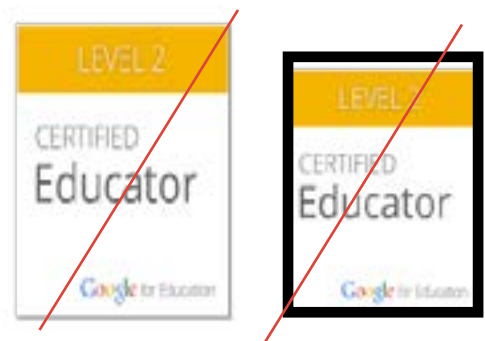 LEVEL 2
CERTIFIED
Educator
Google for Education
LEVEL 2
CERTIFIED
Educator
Google for Education